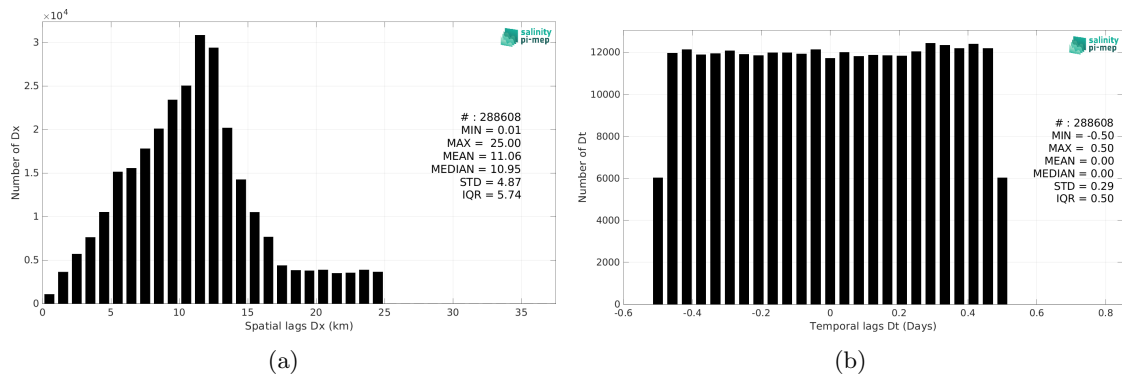 ×10⁴
3
2.5
2
1.5
1
0.5
0
Number of Dx
salinity
pi-mep
# : 288608
MIN = 0.01
MAX = 25.00
MEAN = 11.06
MEDIAN = 10.95
STD = 4.87
IQR = 5.74
0 5 10 15 20 25 30 35
Spatial lags Dx (km)
(a)
12000
10000
8000
6000
4000
2000
0
Number of Dt
salinity
pi-mep
# : 288608
MIN = -0.50
MAX = 0.50
MEAN = 0.00
MEDIAN = 0.00
STD = 0.29
IQR = 0.50
-0.6 -0.4 -0.2 0 0.2 0.4 0.6 0.8
Temporal lags Dt (Days)
(b)